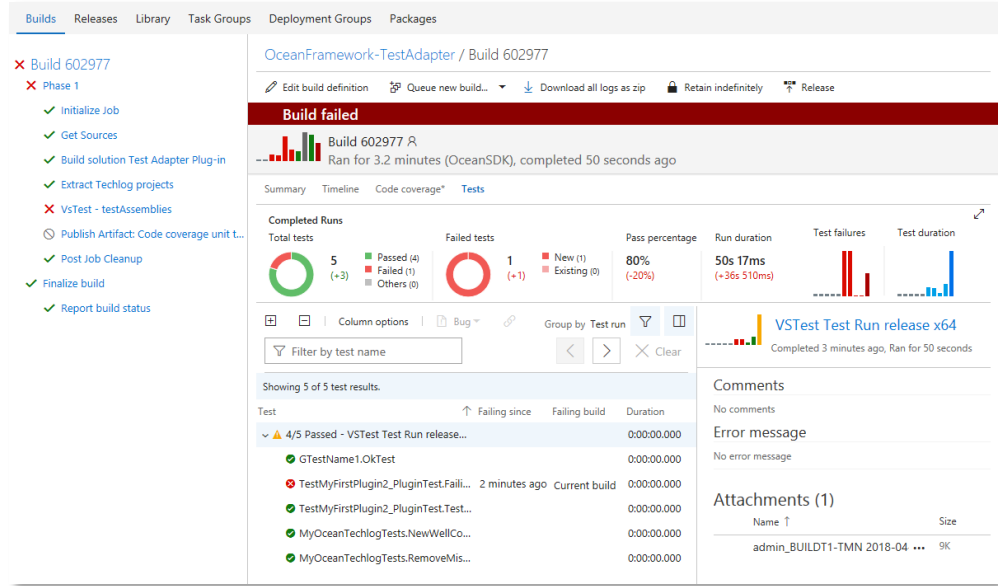 Builds Releases Library Task Groups Deployment Groups Packages
Build 602977
Phase 1
Initialize Job
Get Sources
Build solution Test Adapter Plug-in
Extract Techlog projects
VsTest - testAssemblies
Publish Artifact: Code coverage unit t...
Post Job Cleanup
Finalize build
Report build status
OceanFramework-TestAdapter / Build 602977
Edit build definition Queue new build... Download all logs as zip Retain indefinitely Release
Build failed
Build 602977
Ran for 3.2 minutes (OceanSDK), completed 50 seconds ago
Summary Timeline Code coverage* Tests
Completed Runs
Total tests Failed tests Pass percentage Run duration Test failures Test duration
5 (+3) Passed (4) Failed (1) Others (0)
1 (+1) New (1) Existing (0)
80% (-20%)
50s 17ms (+36s 510ms)
Column options Bug Group by Test run
Filter by test name Clear
Showing 5 of 5 test results.
Test Failing since Failing build Duration
4/5 Passed - VSTest Test Run release... 0:00:00.000
GTestName1.OkTest 0:00:00.000
TestMyFirstPlugin2_PluginTest.Faili... 2 minutes ago Current build 0:00:00.000
TestMyFirstPlugin2_PluginTest.Test... 0:00:00.000
MyOceanTechlogTests.NewWellCo... 0:00:00.000
MyOceanTechlogTests.RemoveMis... 0:00:00.000
VSTest Test Run release x64
Completed 3 minutes ago, Ran for 50 seconds
Comments
No comments
Error message
No error message
Attachments (1)
Name Size
admin_BUILDT1-TMN 2018-04 ... 9K